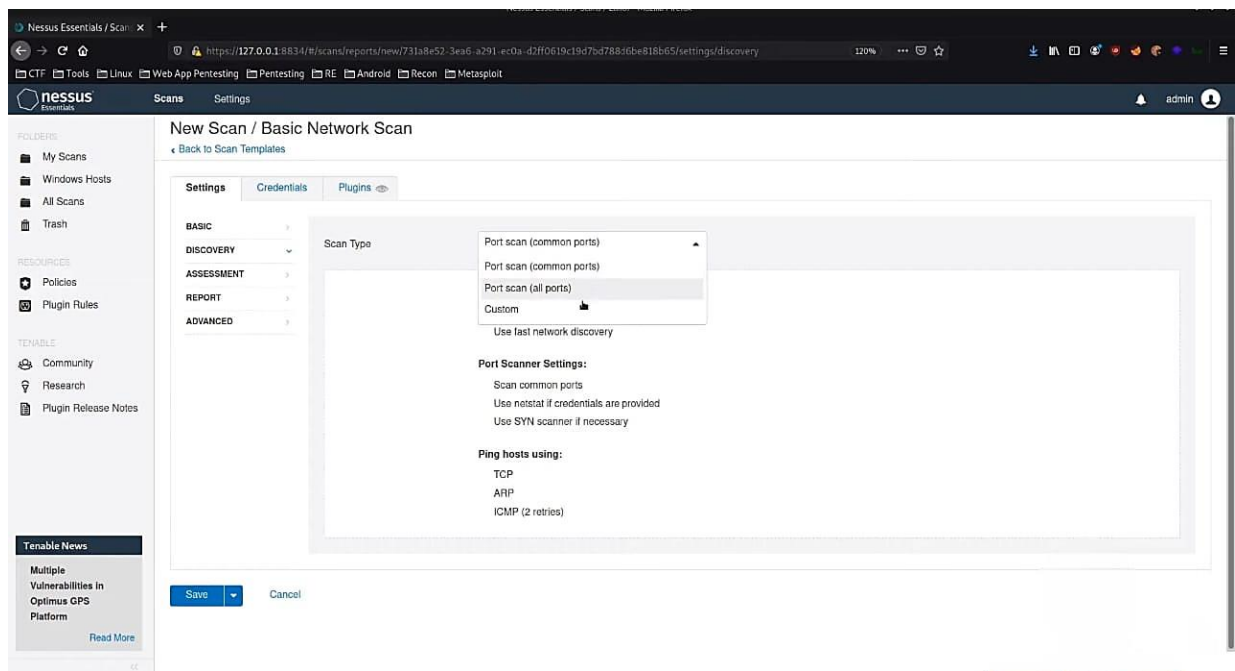 Nessus Essentials / Scan
https://127.0.0.1:8834/#/scans/reports/new/731a8e52-3ea6-a291-ec0a-d2ff0619c19d7bd788d6be818b65/settings/discovery 120%
CTF Tools Linux Web App Pentesting Pentesting RE Android Recon Metasploit
nessus Essentials Scans Settings admin
New Scan / Basic Network Scan
Back to Scan Templates
FOLDERS
My Scans
Windows Hosts
All Scans
Trash
RESOURCES
Policies
Plugin Rules
TENABLE
Community
Research
Plugin Release Notes
Tenable News
Multiple
Vulnerabilities in
Optimus GPS
Platform
Read More
Settings Credentials Plugins
BASIC
DISCOVERY
ASSESSMENT
REPORT
ADVANCED
Scan Type Port scan (common ports)
Port scan (common ports)
Port scan (all ports)
Custom
Use fast network discovery
Port Scanner Settings:
Scan common ports
Use netstat if credentials are provided
Use SYN scanner if necessary
Ping hosts using:
TCP
ARP
ICMP (2 retries)
Save Cancel